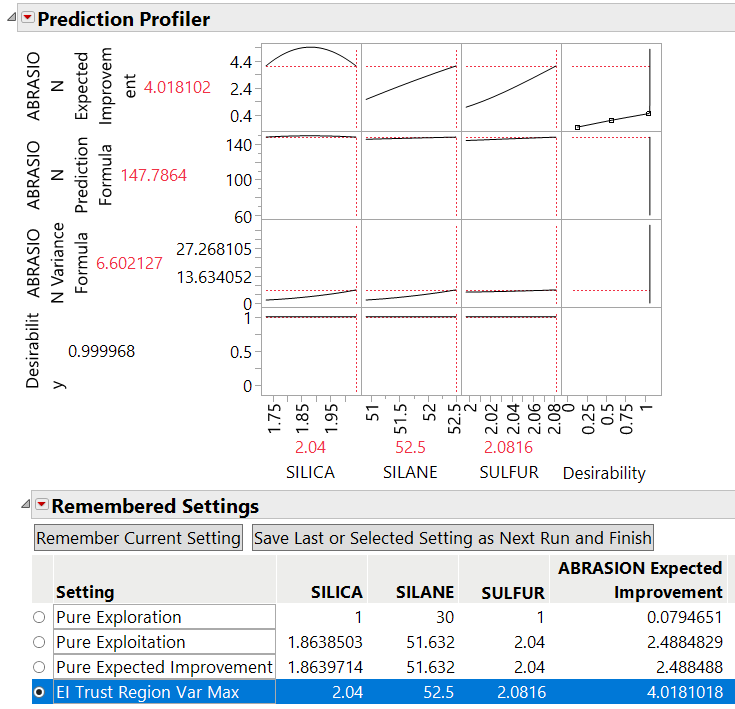 Prediction Profiler
ABRASIO
N
Expected
Improvem
ent
4.018102
4.4
2.4
0.4
ABRASIO
N
Prediction
Formula
147.7864
140
100
60
ABRASIO
N Variance
Formula
6.602127
27.268105
13.634052
0
Desirabilit
y
0.999968
1
0.5
0
1.75
1.85
1.95
51
51.5
52
52.5
2
2.02
2.04
2.06
2.08
0
0.25
0.5
0.75
1
2.04 52.5 2.0816
SILICA SILANE SULFUR Desirability
Remembered Settings
Remember Current Setting Save Last or Selected Setting as Next Run and Finish
ABRASION Expected
Setting SILICA SILANE SULFUR Improvement
Pure Exploration 1 30 1 0.0794651
Pure Exploitation 1.8638503 51.632 2.04 2.4884829
Pure Expected Improvement 1.8639714 51.632 2.04 2.488488
EI Trust Region Var Max 2.04 52.5 2.0816 4.0181018